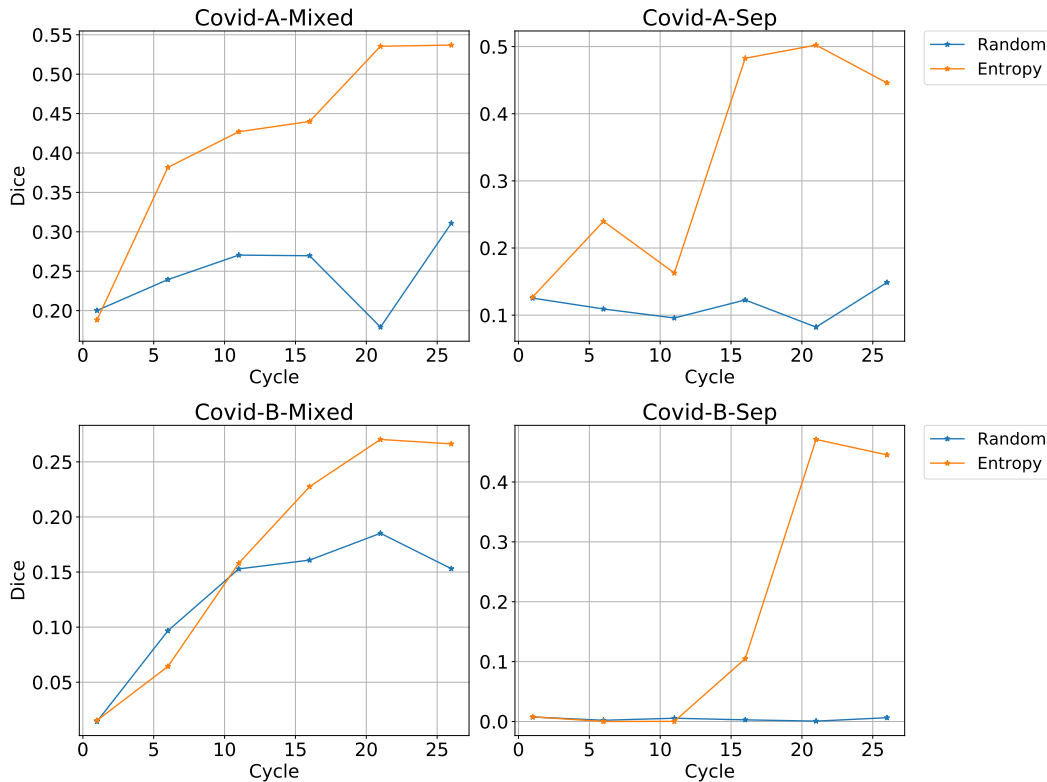 Covid-A-Mixed
Covid-A-Sep
Random
Entropy
0.55
0.50
0.45
0.40
0.35
0.30
0.25
0.20
Dice
0 5 10 15 20 25
Cycle
0.5
0.4
0.3
0.2
0.1
0 5 10 15 20 25
Cycle
Covid-B-Mixed
Covid-B-Sep
Random
Entropy
0.25
0.20
0.15
0.10
0.05
Dice
0 5 10 15 20 25
Cycle
0.4
0.3
0.2
0.1
0.0
0 5 10 15 20 25
Cycle